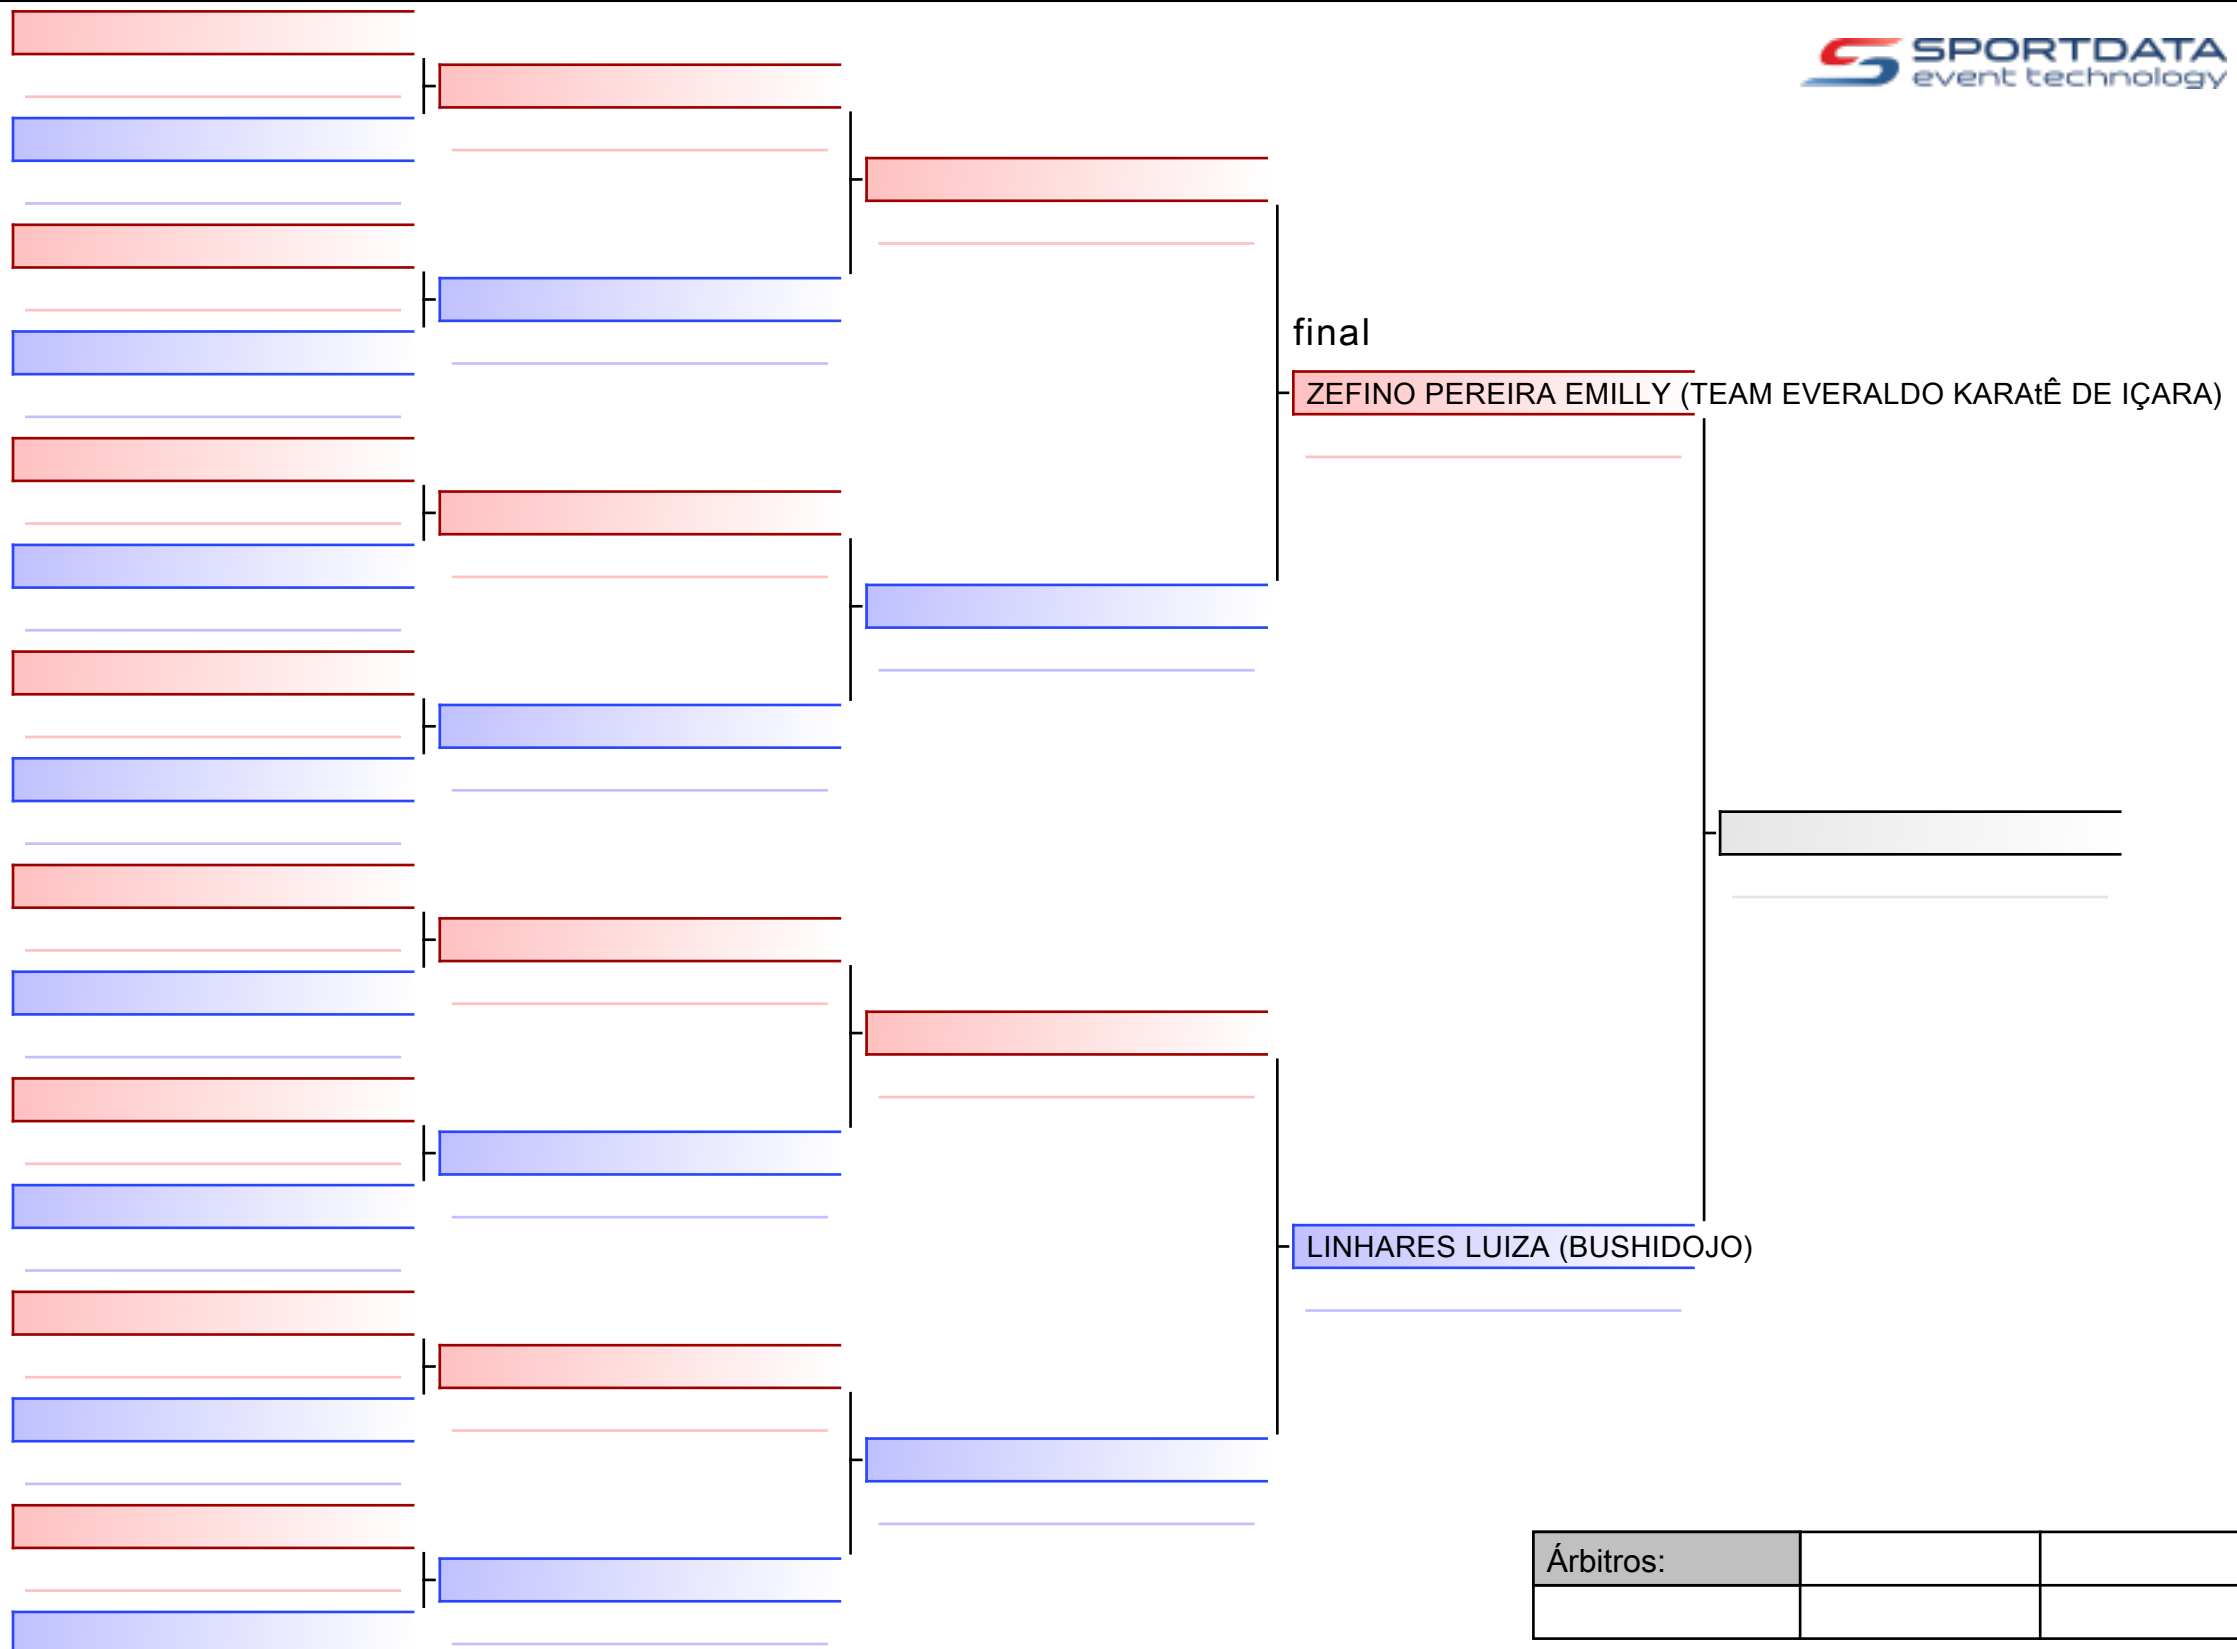 SPORTDATA
event technology
final
ZEFINO PEREIRA EMILLY (TEAM EVERALDO KARAtÊ DE IÇARA)
LINHARES LUIZA (BUSHIDOJO)
Árbitros: